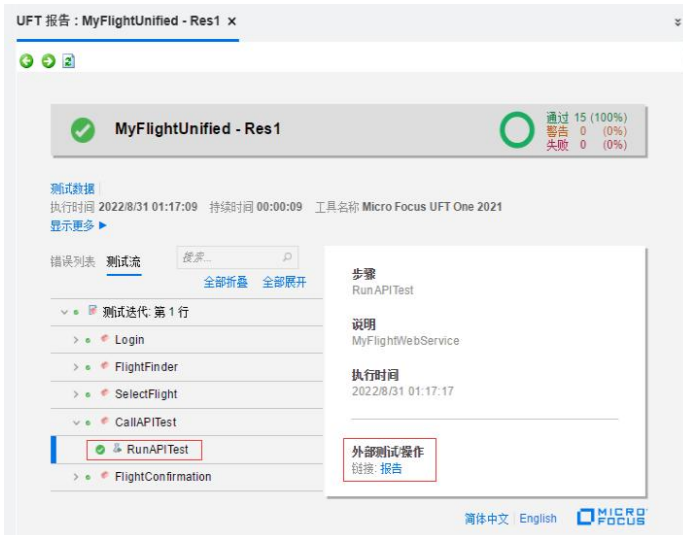 UFT 报告 : MyFlightUnified - Res1 ×
MyFlightUnified - Res1
通过 15 (100%)
警告 0 (0%)
失败 0 (0%)
测试数据
执行时间 2022/8/31 01:17:09 持续时间 00:00:09 工具名称 Micro Focus UFT One 2021
显示更多 ▶
错误列表 测试流 搜索...
全部折叠 全部展开
测试迭代: 第 1 行
Login
FlightFinder
SelectFlight
CallAPITest
RunAPITest
FlightConfirmation
步骤
RunAPITest
说明
MyFlightWebService
执行时间
2022/8/31 01:17:17
外部测试/操作
链接: 报告
简体中文 | English
MICRO
FOCUS